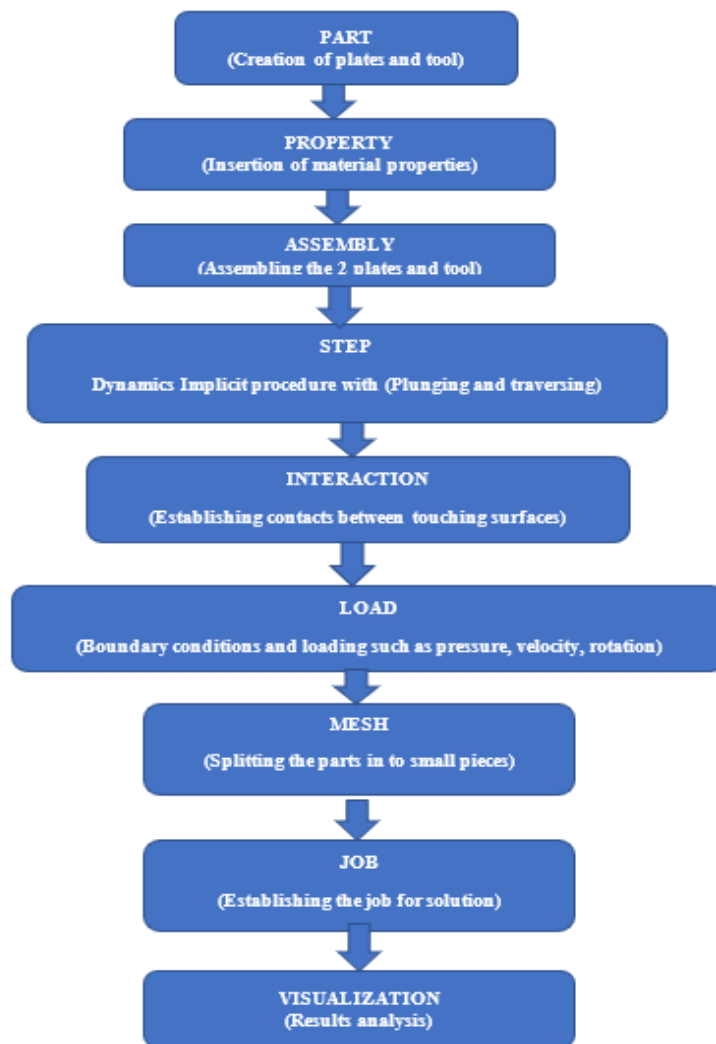 PART
(Creation of plates and tool)
PROPERTY
(Insertion of material properties)
ASSEMBLY
(Assembling the 2 plates and tool)
STEP
Dynamics Implicit procedure with (Plunging and traversing)
INTERACTION
(Establishing contacts between touching surfaces)
LOAD
(Boundary conditions and loading such as pressure, velocity, rotation)
MESH
(Splitting the parts in to small pieces)
JOB
(Establishing the job for solution)
VISUALIZATION
(Results analysis)